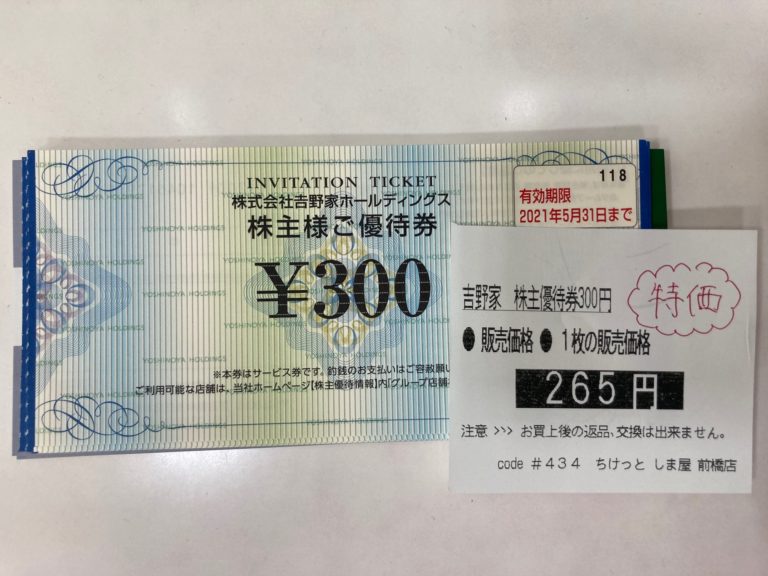 INVITATION TICKET
株式会社吉野家ホールディングス
株主様ご優待券
¥300
※本券はサービス券です。釣銭のお支払いはご容赦願い
ご利用可能な店舗は、当社ホームページ【株主優待情報】内「グループ店舗
118
有効期限
2021年5月31日まで
YOSHINOYA HOLDINGS
YOSHINOYA HOLDINGS
YOSHINOYA HOLDINGS
YOSHINOYA HOLDINGS
吉野家 株主優待券300円
特価
● 販売価格 ● 1枚の販売価格
265円
注意 >>> お買上後の返品、交換は出来ません。
code #434 ちけっと しま屋 前橋店